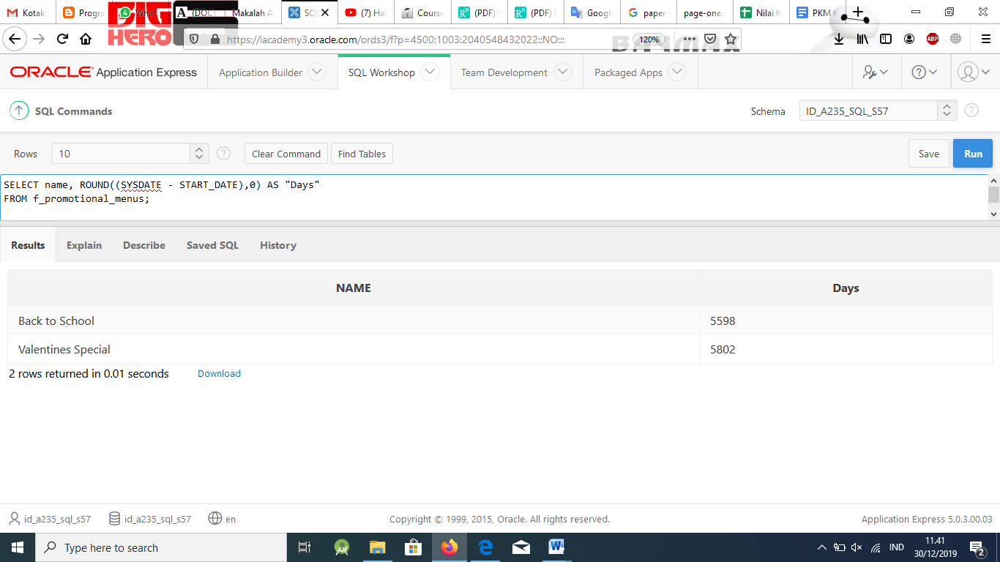 Kotak
Progra
What
(DOC)
Makalah A
SQ
(7) Hal
Course
(PDF)
(PDF)
Google
paper
page-one.
Nilai K
PKM K
BIG
HERO
https://iacademy3.oracle.com/ords3/f?p=4500:1003:2040548432022::NO:::
120%
BAYMAX
ABP
ORACLE Application Express
Application Builder
SQL Workshop
Team Development
Packaged Apps
SQL Commands
Schema
ID_A235_SQL_S57
Rows
10
Clear Command
Find Tables
Save
Run
SELECT name, ROUND((SYSDATE - START_DATE),0) AS "Days"
FROM f_promotional_menus;
Results
Explain
Describe
Saved SQL
History
NAME
Days
Back to School
5598
Valentines Special
5802
2 rows returned in 0.01 seconds
Download
id_a235_sql_s57
id_a235_sql_s57
en
Copyright © 1999, 2015, Oracle. All rights reserved.
Application Express 5.0.3.00.03
Type here to search
IND
11.41
30/12/2019
2